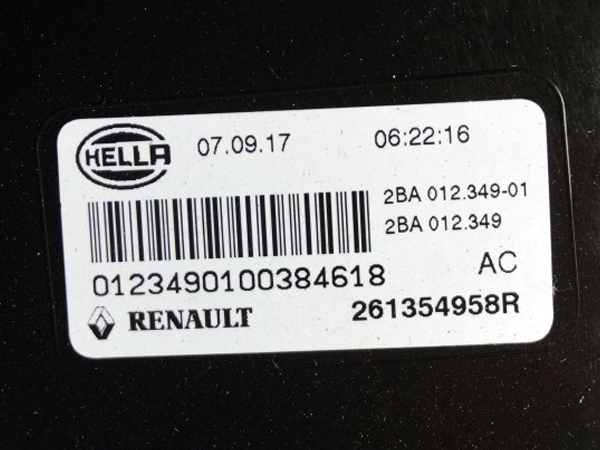 HELLA 07.09.17 06:22:16
2BA 012.349-01
2BA 012.349
0123490100384618 AC
RENAULT 261354958R